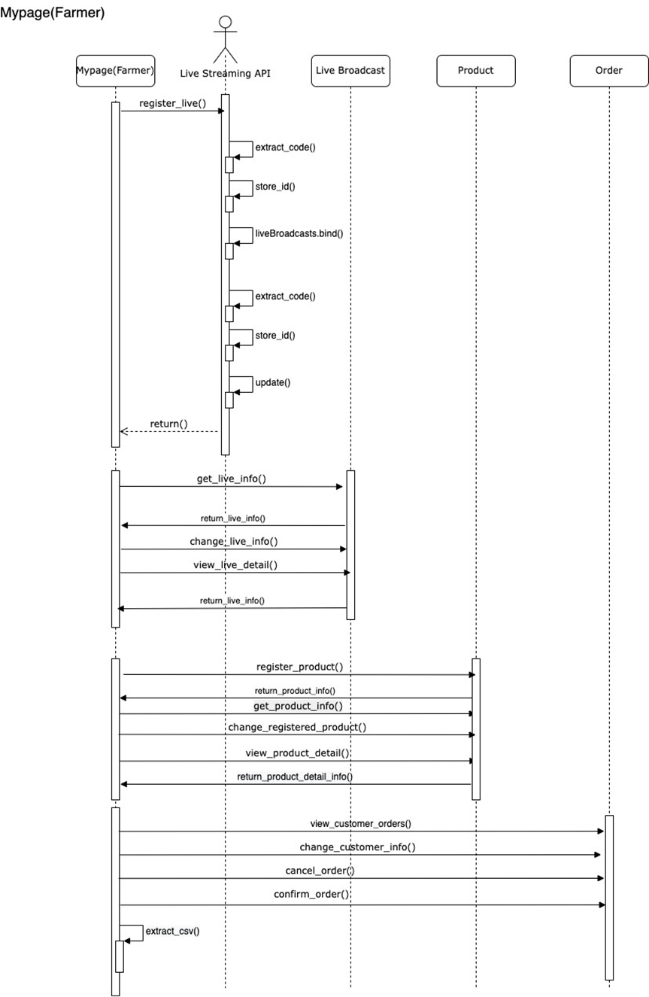 Mypage(Farmer)
Mypage(Farmer)
Live Streaming API
Live Broadcast
Product
Order
register_live()
extract_code()
store_id()
liveBroadcasts.bind()
extract_code()
store_id()
update()
return()
get_live_info()
return_live_info()
change_live_info()
view_live_detail()
return_live_info()
register_product()
return_product_info()
get_product_info()
change_registered_product()
view_product_detail()
return_product_detail_info()
view_customer_orders()
change_customer_info()
cancel_order()
confirm_order()
extract_csv()